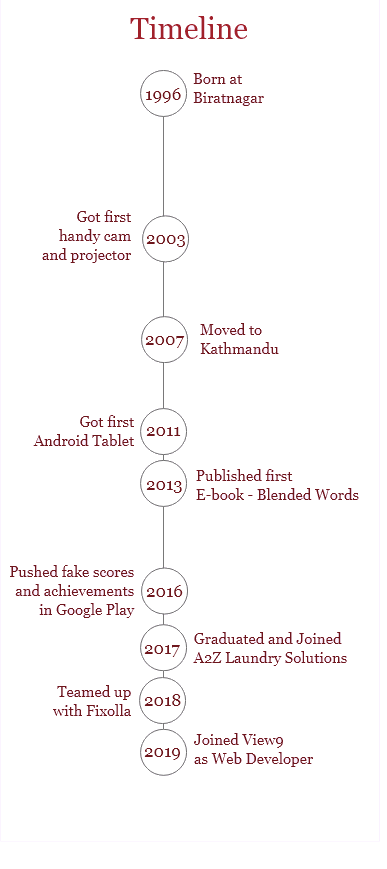 Timeline
1996
Born at
Biratnagar
Got first
handy cam
and projector
2003
2007
Moved to
Kathmandu
Got first
Android Tablet
2011
2013
Published first
E-book - Blended Words
Pushed fake scores
and achievements
in Google Play
2016
2017
Graduated and Joined
A2Z Laundry Solutions
Teamed up
with Fixolla
2018
2019
Joined View9
as Web Developer